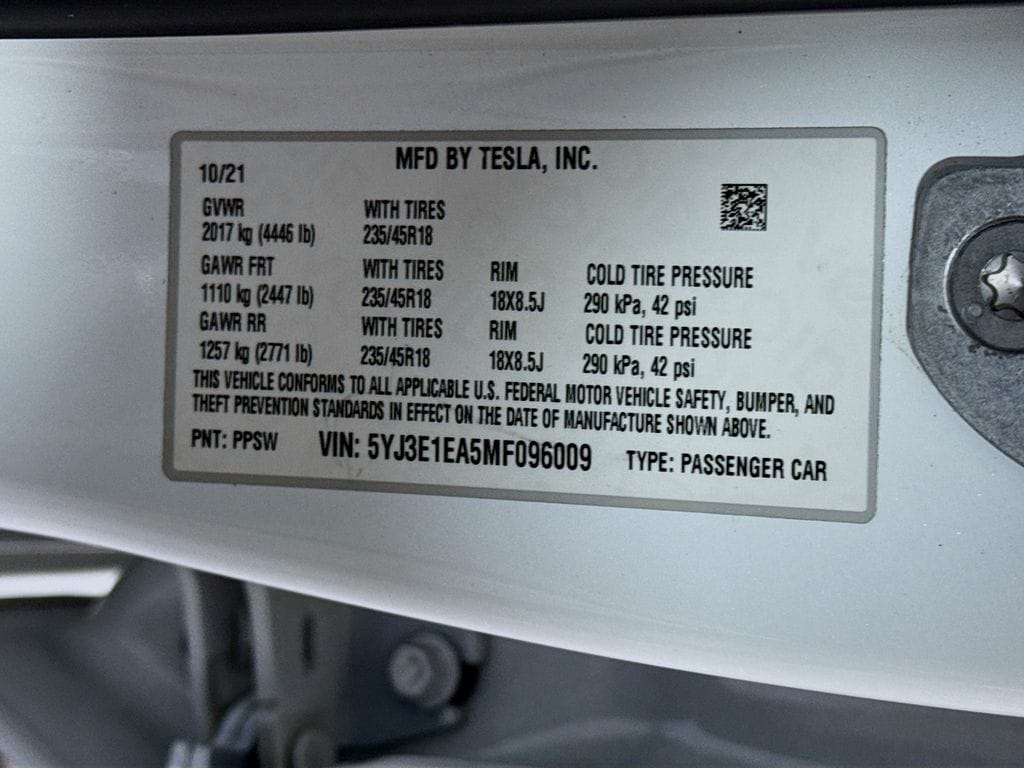 MFD BY TESLA, INC.
10/21
GVWR WITH TIRES
2017 kg (4446 lb) 235/45R18
GAWR FRT WITH TIRES RIM COLD TIRE PRESSURE
1110 kg (2447 lb) 235/45R18 18X8.5J 290 kPa, 42 psi
GAWR RR WITH TIRES RIM COLD TIRE PRESSURE
1257 kg (2771 lb) 235/45R18 18X8.5J 290 kPa, 42 psi
THIS VEHICLE CONFORMS TO ALL APPLICABLE U.S. FEDERAL MOTOR VEHICLE SAFETY, BUMPER, AND
THEFT PREVENTION STANDARDS IN EFFECT ON THE DATE OF MANUFACTURE SHOWN ABOVE.
PNT: PPSW VIN: 5YJ3E1EA5MF096009 TYPE: PASSENGER CAR